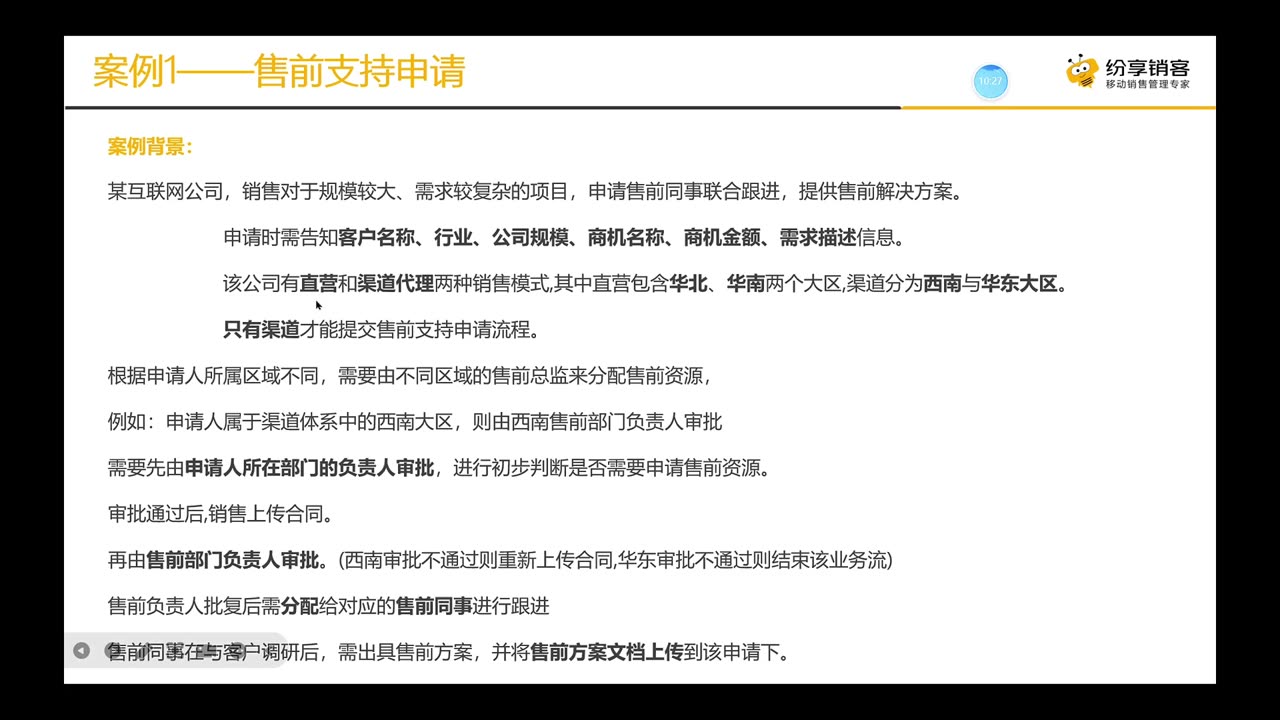 案例1——售前支持申请
10:27
纷享销客
移动销售管理专家
案例背景：
某互联网公司，销售对于规模较大、需求较复杂的项目，申请售前同事联合跟进，提供售前解决方案。
申请时需告知客户名称、行业、公司规模、商机名称、商机金额、需求描述信息。
该公司有直营和渠道代理两种销售模式,其中直营包含华北、华南两个大区,渠道分为西南与华东大区。
只有渠道才能提交售前支持申请流程。
根据申请人所属区域不同，需要由不同区域的售前总监来分配售前资源，
例如：申请人属于渠道体系中的西南大区，则由西南售前部门负责人审批
需要先由申请人所在部门的负责人审批，进行初步判断是否需要申请售前资源。
审批通过后,销售上传合同。
再由售前部门负责人审批。(西南审批不通过则重新上传合同,华东审批不通过则结束该业务流)
售前负责人批复后需分配给对应的售前同事进行跟进
售前同事在与客户调研后，需出具售前方案，并将售前方案文档上传到该申请下。